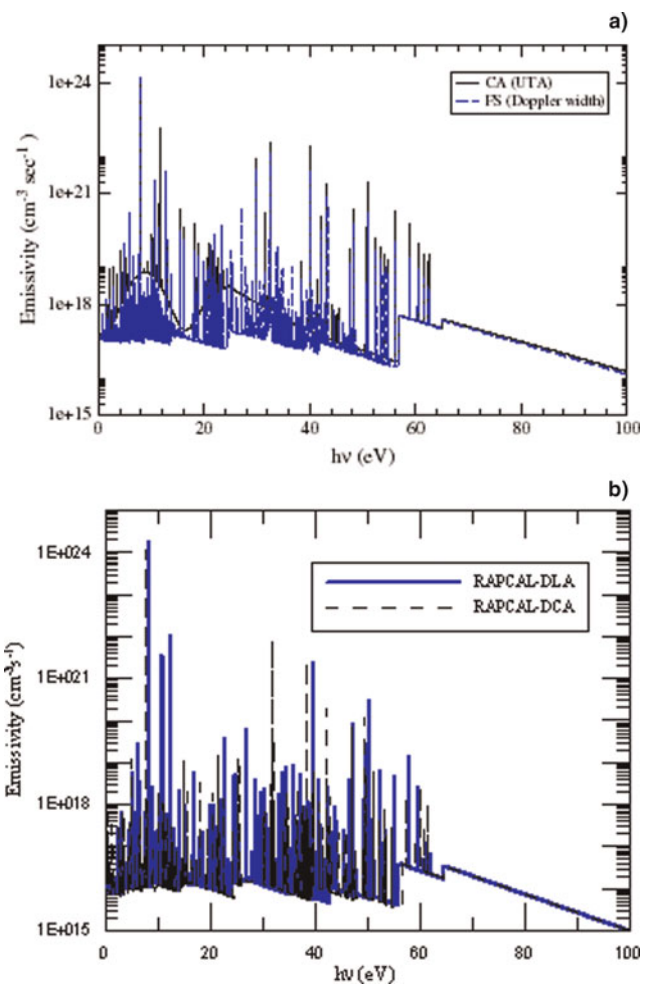 a)
1e+24
CA (UTA)
FS (Doppler width)
1e+21
Emissivity (cm⁻³ sec⁻¹)
1e+18
1e+15
0 20 40 60 80 100
hν (eV)
b)
1E+024
RAPCAL-DLA
RAPCAL-DCA
1E+021
Emissivity (cm⁻³s⁻¹)
1E+018
1E+015
0 20 40 60 80 100
hν (eV)